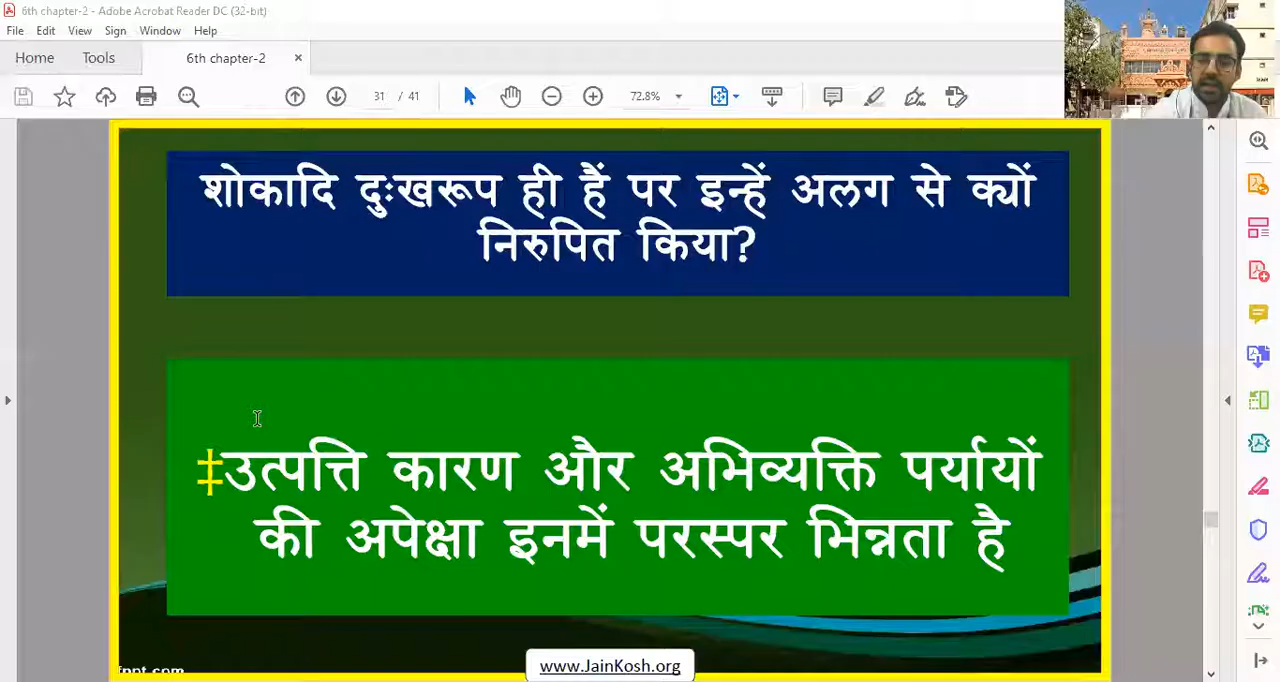 6th chapter-2 - Adobe Acrobat Reader DC (32-bit)
File Edit View Sign Window Help
Home Tools 6th chapter-2 ×
31 / 41 72.8%
शोकादि दुःखरूप ही हैं पर इन्हें अलग से क्यों
निरुपित किया?
‡उत्पत्ति कारण और अभिव्यक्ति पर्यायों
की अपेक्षा इनमें परस्पर भिन्नता है
www.JainKosh.org